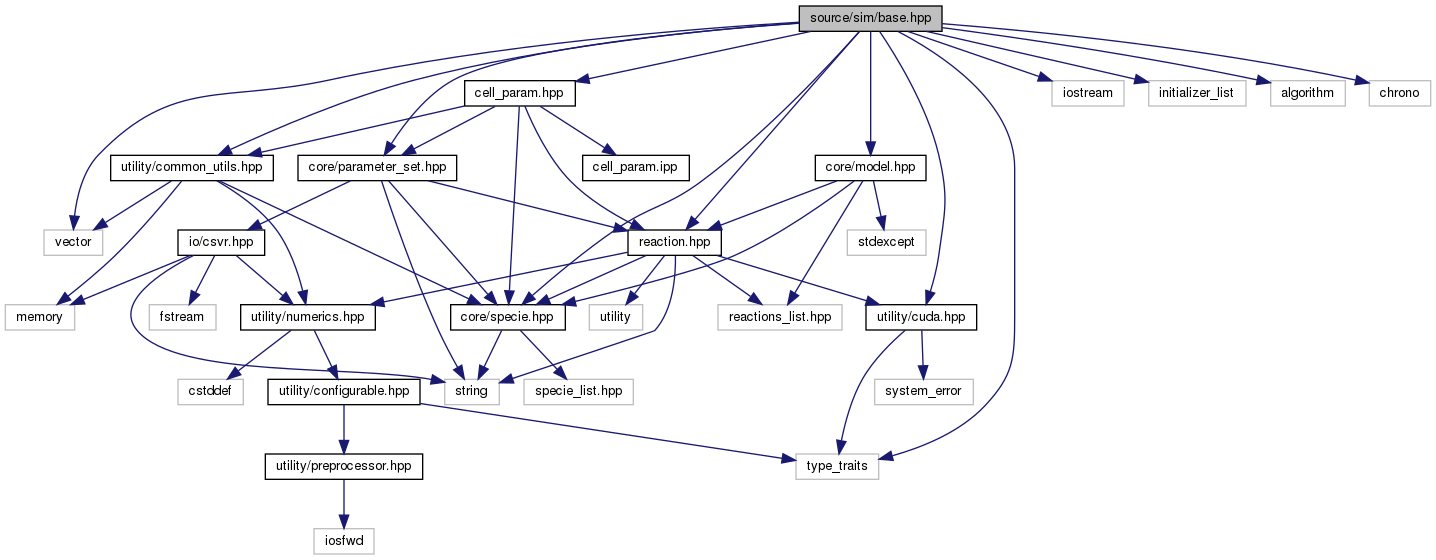 source/sim/base.hpp
cell_param.hpp
iostream
initializer_list
algorithm
chrono
utility/common_utils.hpp
core/parameter_set.hpp
cell_param.ipp
core/model.hpp
vector
io/csvr.hpp
reaction.hpp
stdexcept
memory
fstream
utility/numerics.hpp
core/specie.hpp
utility
reactions_list.hpp
utility/cuda.hpp
cstddef
utility/configurable.hpp
string
specie_list.hpp
system_error
utility/preprocessor.hpp
type_traits
iosfwd